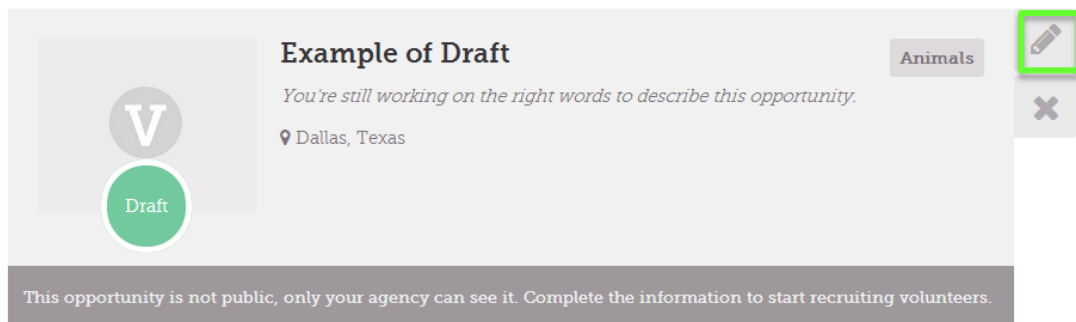 Example of Draft
Animals
You're still working on the right words to describe this opportunity.
Dallas, Texas
V
Draft
This opportunity is not public, only your agency can see it. Complete the information to start recruiting volunteers.